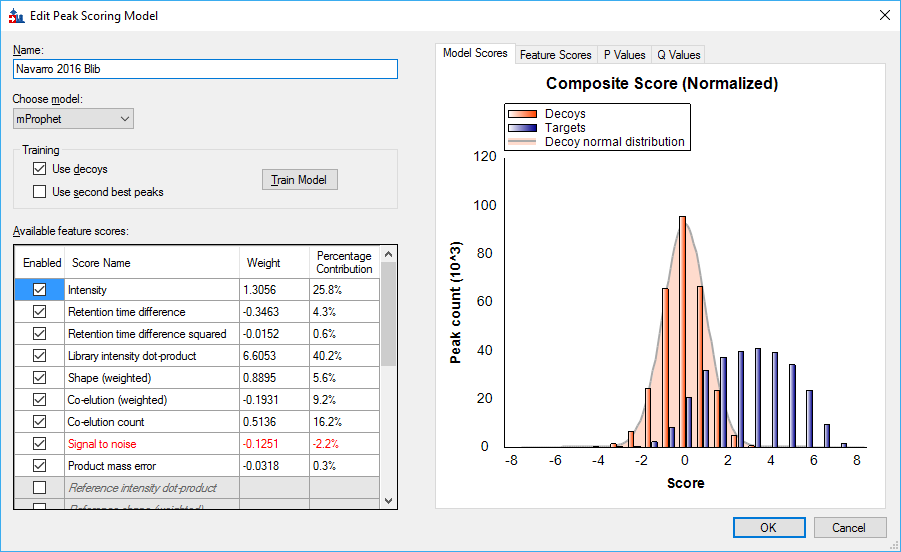 Edit Peak Scoring Model
Name:
Navarro 2016 Blib
Choose model:
mProphet
Training
Use decoys
Use second best peaks
Train Model
Available feature scores:
Enabled Score Name Weight Percentage Contribution
Intensity 1.3056 25.8%
Retention time difference -0.3463 4.3%
Retention time difference squared -0.0152 0.6%
Library intensity dot-product 6.6053 40.2%
Shape (weighted) 0.8895 5.6%
Co-elution (weighted) -0.1931 9.2%
Co-elution count 0.5136 16.2%
Signal to noise -0.1251 -2.2%
Product mass error -0.0318 0.3%
Reference intensity dot-product
Reference shape (weighted)
Model Scores Feature Scores P Values Q Values
Composite Score (Normalized)
Decoys
Targets
Decoy normal distribution
120
100
80
60
40
20
0
Peak count (10^3)
-8 -6 -4 -2 0 2 4 6 8
Score
OK Cancel